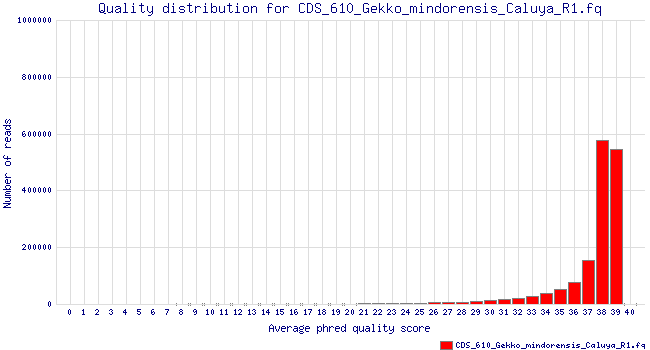 Quality distribution for CDS_610_Gekko_mindorensis_Caluya_R1.fq
1000000
800000
600000
400000
200000
0
Number of reads
0 1 2 3 4 5 6 7 8 9 10 11 12 13 14 15 16 17 18 19 20 21 22 23 24 25 26 27 28 29 30 31 32 33 34 35 36 37 38 39 40
Average phred quality score
CDS_610_Gekko_mindorensis_Caluya_R1.fq